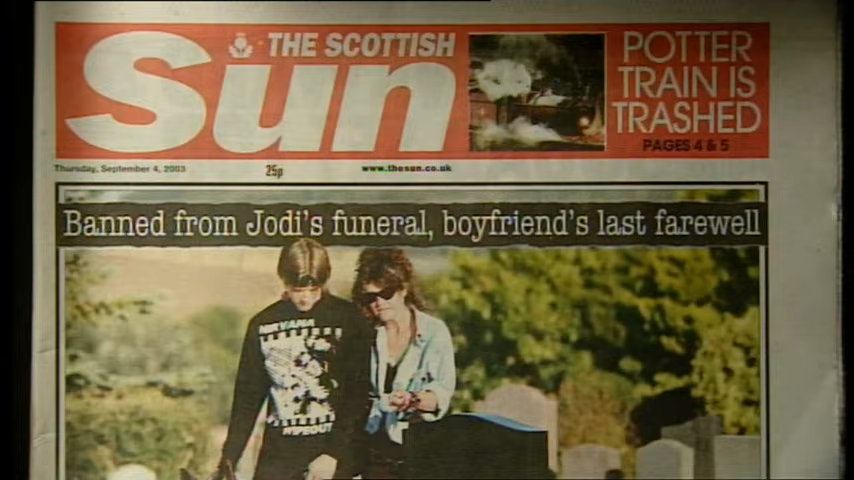 THE SCOTTISH
Sun
POTTER
TRAIN IS
TRASHED
PAGES 4 & 5
Thursday, September 4, 2003
25p
www.thesun.co.uk
Banned from Jodi's funeral, boyfriend's last farewell
NIRVANA
WIPEOUT